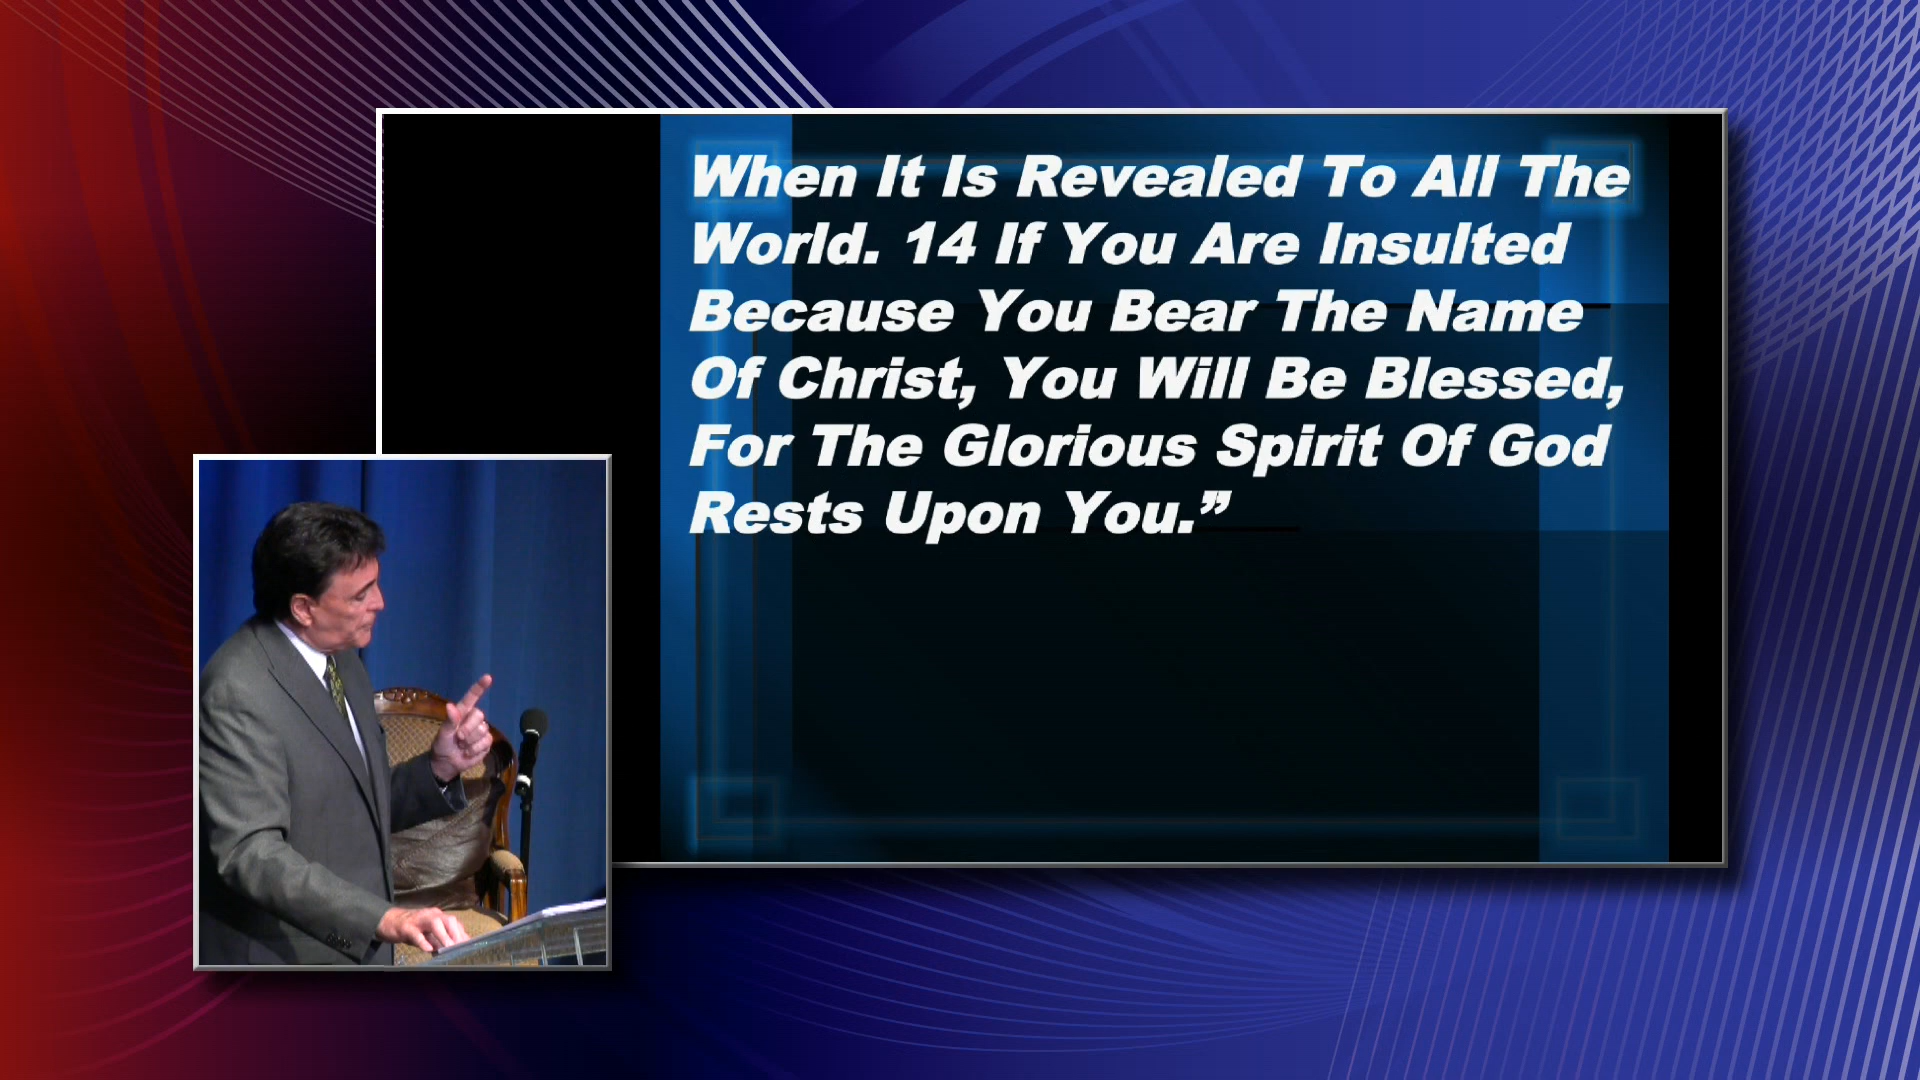 When It Is Revealed To All The
World. 14 If You Are Insulted
Because You Bear The Name
Of Christ, You Will Be Blessed,
For The Glorious Spirit Of God
Rests Upon You.”